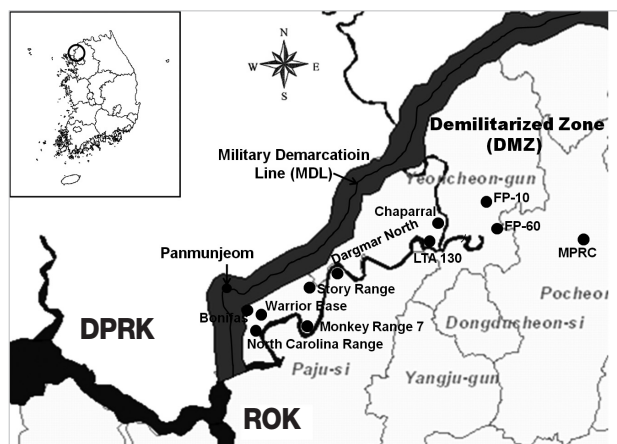 N
W E
S
Demilitarized Zone
(DMZ)
Military Demarcatioin
Line (MDL)
Yeoncheon-gun
FP-10
Chaparral
Dargmar North
FP-60
LTA 130
MPRC
Panmunjeom
Story Range
Pocheon
Bonifas
Warrior Base
Monkey Range 7
Dongducheon-si
DPRK
North Carolina Range
Paju-si
Yangju-gun
ROK